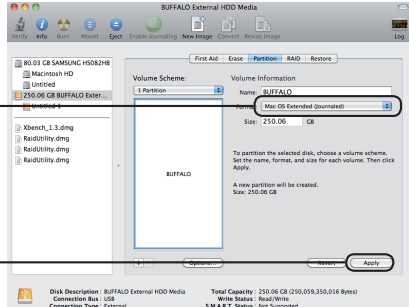 BUFFALO External HDD Media
Verify Info Burn Mount Eject Enable Journaling New Image Convert Resize Image Log
First Aid Erase Partition RAID Restore
80.03 GB SAMSUNG HS082HB
Macintosh HD
Untitled
250.06 GB BUFFALO Exter...
Untitled 1
Xbench_1.3.dmg
RaidUtility.dmg
RaidUtility.dmg
RaidUtility.dmg
Volume Scheme:
1 Partition
BUFFALO
Options...
Volume Information
Name: BUFFALO
Format: Mac OS Extended (Journaled)
Size: 250.06 GB
To partition the selected disk, choose a volume scheme.
Set the name, format, and size for each volume. Then click
Apply.
A new partition will be created.
Size: 250.06 GB
Revert Apply
Disk Description : BUFFALO External HDD Media
Connection Bus : USB
Connection Type : External
Total Capacity : 250.06 GB (250,059,350,016 Bytes)
Write Status : Read/Write
S.M.A.R.T. Status : Not Supported